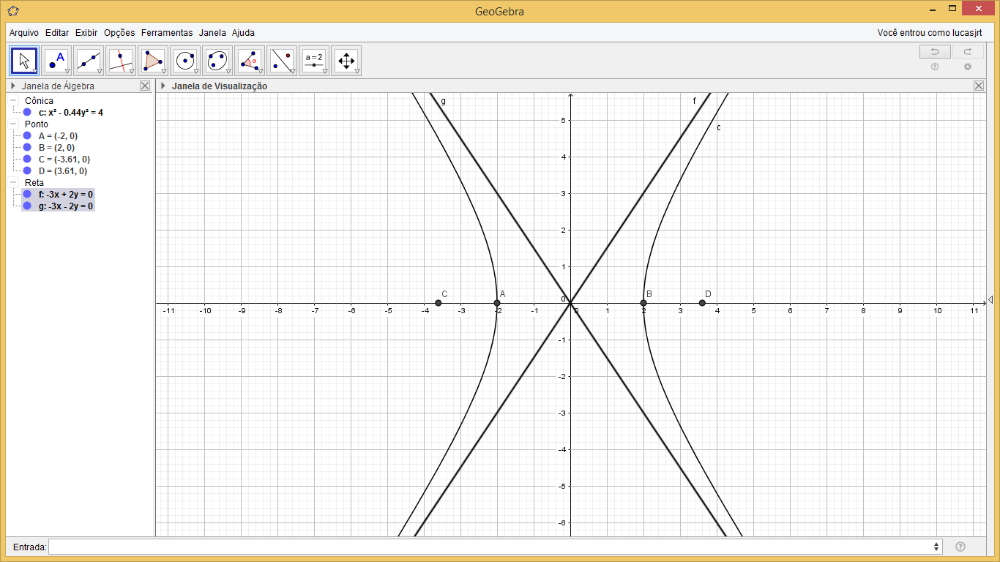 GeoGebra
Arquivo Editar Exibir Opções Ferramentas Janela Ajuda
Você entrou como lucasjrt
A α a = 2
Janela de Álgebra
Janela de Visualização
Cônica
c: x² - 0.44y² = 4
Ponto
A = (-2, 0)
B = (2, 0)
C = (-3.61, 0)
D = (3.61, 0)
Reta
f: -3x + 2y = 0
g: -3x - 2y = 0
g f
5
c
4
3
2
1
C A 0 B D
-11 -10 -9 -8 -7 -6 -5 -4 -3 -2 -1 0 1 2 3 4 5 6 7 8 9 10 11
-1
-2
-3
-4
-5
-6
Entrada: